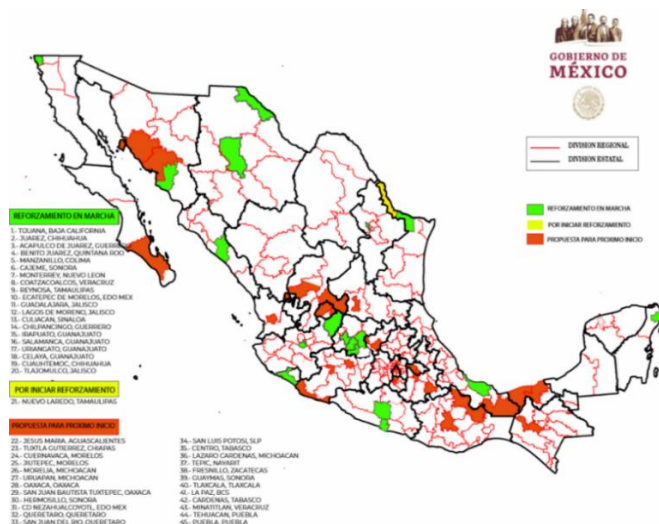 GOBIERNO DE
MÉXICO
DIVISION REGIONAL
DIVISION ESTATAL
REFORZAMIENTO EN MARCHA
POR INICIAR REFORZAMIENTO
PROPUESTA PARA PROXIMO INICIO
REFORZAMIENTO EN MARCHA
1.- TIJUANA, BAJA CALIFORNIA
2.- JUAREZ, CHIHUAHUA
3.- ACAPULCO DE JUAREZ, GUERRERO
4.- BENITO JUAREZ, QUINTANA ROO
5.- MANZANILLO, COLIMA
6.- CAJEME, SONORA
7.- MONTERREY, NUEVO LEON
8.- COATZACOALCOS, VERACRUZ
9.- REYNOSA, TAMAULIPAS
10.- ECATEPEC DE MORELOS, EDO MEX
11.- GUADALAJARA, JALISCO
12.- LAGOS DE MORENO, JALISCO
13.- CULIACAN, SINALOA
14.- CHILPANCINGO, GUERRERO
15.- IRAPUATO, GUANAJUATO
16.- SALAMANCA, GUANAJUATO
17.- URIANGATO, GUANAJUATO
18.- CELAYA, GUANAJUATO
19.- CUAUHTEMOC, CHIHUAHUA
20.- TLAJOMULCO, JALISCO
POR INICIAR REFORZAMIENTO
21.- NUEVO LAREDO, TAMAULIPAS
PROPUESTA PARA PROXIMO INICIO
22.- JESUS MARIA. AGUASCALIENTES
23.- TUXTLA GUTIERREZ, CHIAPAS
24.- CUERNAVACA, MORELOS
25.- JIUTEPEC, MORELOS
26.- MORELIA, MICHOACAN
27.- URUAPAN, MICHOACAN
28.- OAXACA, OAXACA
29.- SAN JUAN BAUTISTA TUXTEPEC, OAXACA
30.- HERMOSILLO, SONORA
31.- CD NEZAHUALCOYOTL, EDO MEX
32.- QUERETARO, QUERETARO
33.- SAN JUAN DEL RIO, QUERETARO
34.- SAN LUIS POTOSI, SLP
35.- CENTRO, TABASCO
36.- LAZARO CARDENAS, MICHOACAN
37.- TEPIC, NAYARIT
38.- FRESNILLO, ZACATECAS
39.- GUAYMAS, SONORA
40.- TLAXCALA, TLAXCALA
41.- LA PAZ, BCS
42.- CARDENAS, TABASCO
43.- MINATITLAN, VERACRUZ
44.- TEHUACAN, PUEBLA
45.- PUEBLA, PUEBLA